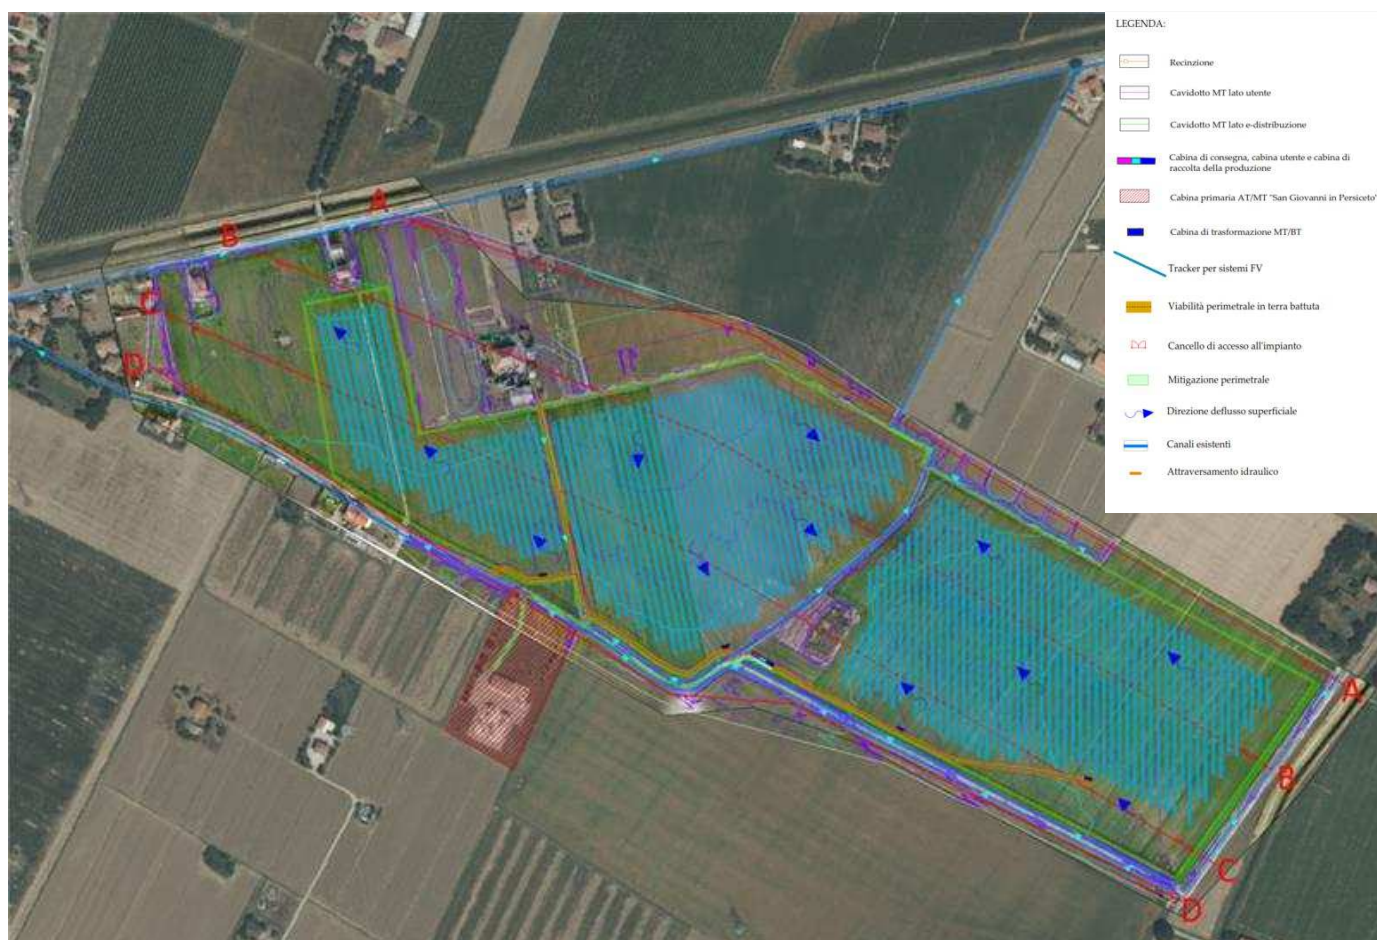 LEGENDA:
Recinzione
Cavidotto MT lato utente
Cavidotto MT lato e-distribuzione
Cabina di consegna, cabina utente e cabina di
raccolta della produzione
Cabina primaria AT/MT "San Giovanni in Persiceto"
Cabina di trasformazione MT/BT
Tracker per sistemi FV
Viabilità perimetrale in terra battuta
Cancello di accesso all'impianto
Mitigazione perimetrale
Direzione deflusso superficiale
Canali esistenti
Attraversamento idraulico
A
B
C
D
A
B
C
D